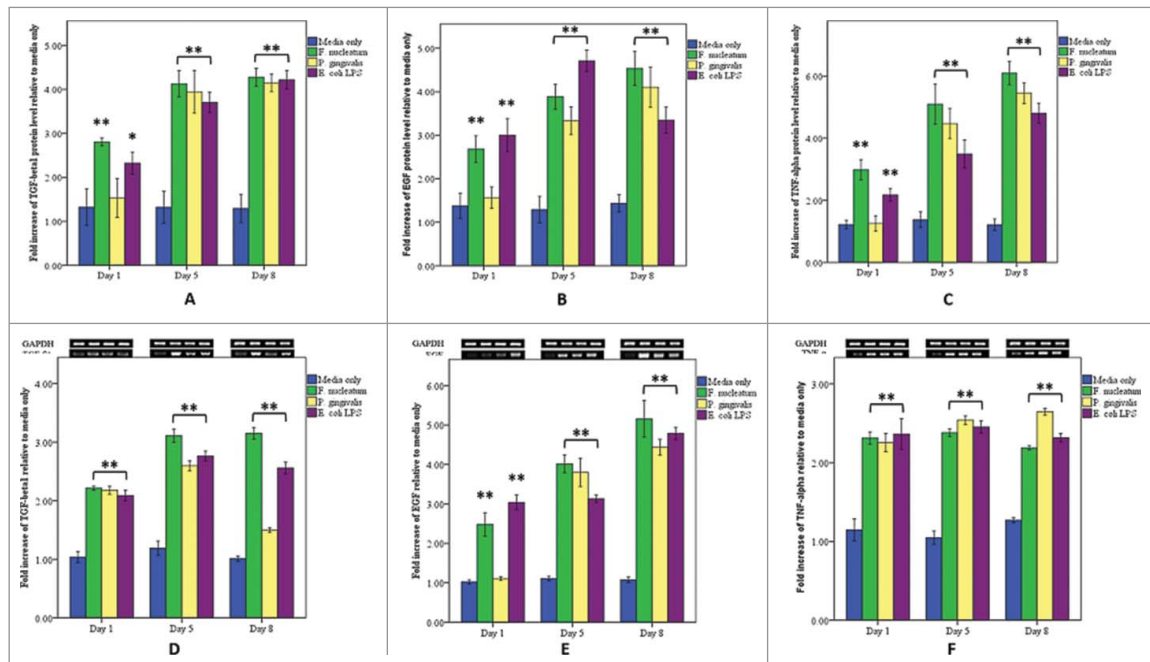 Fold increase of TGF-beta1 protein level relative to media only
5.00
4.00
3.00
2.00
1.00
0.00
** * ** **
Media only
F. nucleatum
P. gingivalis
E coli LPS
Day 1 Day 5 Day 8
A
Fold increase of EGF protein level relative to media only
5.00
4.00
3.00
2.00
1.00
0.00
** ** ** **
Media only
F. nucleatum
P. gingivalis
E coli LPS
Day 1 Day 5 Day 8
B
Fold increase of TNF-alpha protein level relative to media only
6.00
4.00
2.00
0.00
** ** ** **
Media only
F. nucleatum
P. gingivalis
E coli LPS
Day 1 Day 5 Day 8
C
GAPDH
Fold increase of TGF-beta1 relative to media only
4.00
3.00
2.00
1.00
0.00
** ** **
Media only
F. nucleatum
P. gingivalis
E coli LPS
Day 1 Day 5 Day 8
D
GAPDH
EGF
Fold increase of EGF relative to media only
6.00
5.00
4.00
3.00
2.00
1.00
0.00
** ** ** **
Media only
F. nucleatum
P. gingivalis
E coli LPS
Day 1 Day 5 Day 8
E
GAPDH
Fold increase of TNF-alpha relative to media only
3.00
2.00
1.00
0.00
** ** **
Media only
F. nucleatum
P. gingivalis
E coli LPS
Day 1 Day 5 Day 8
F